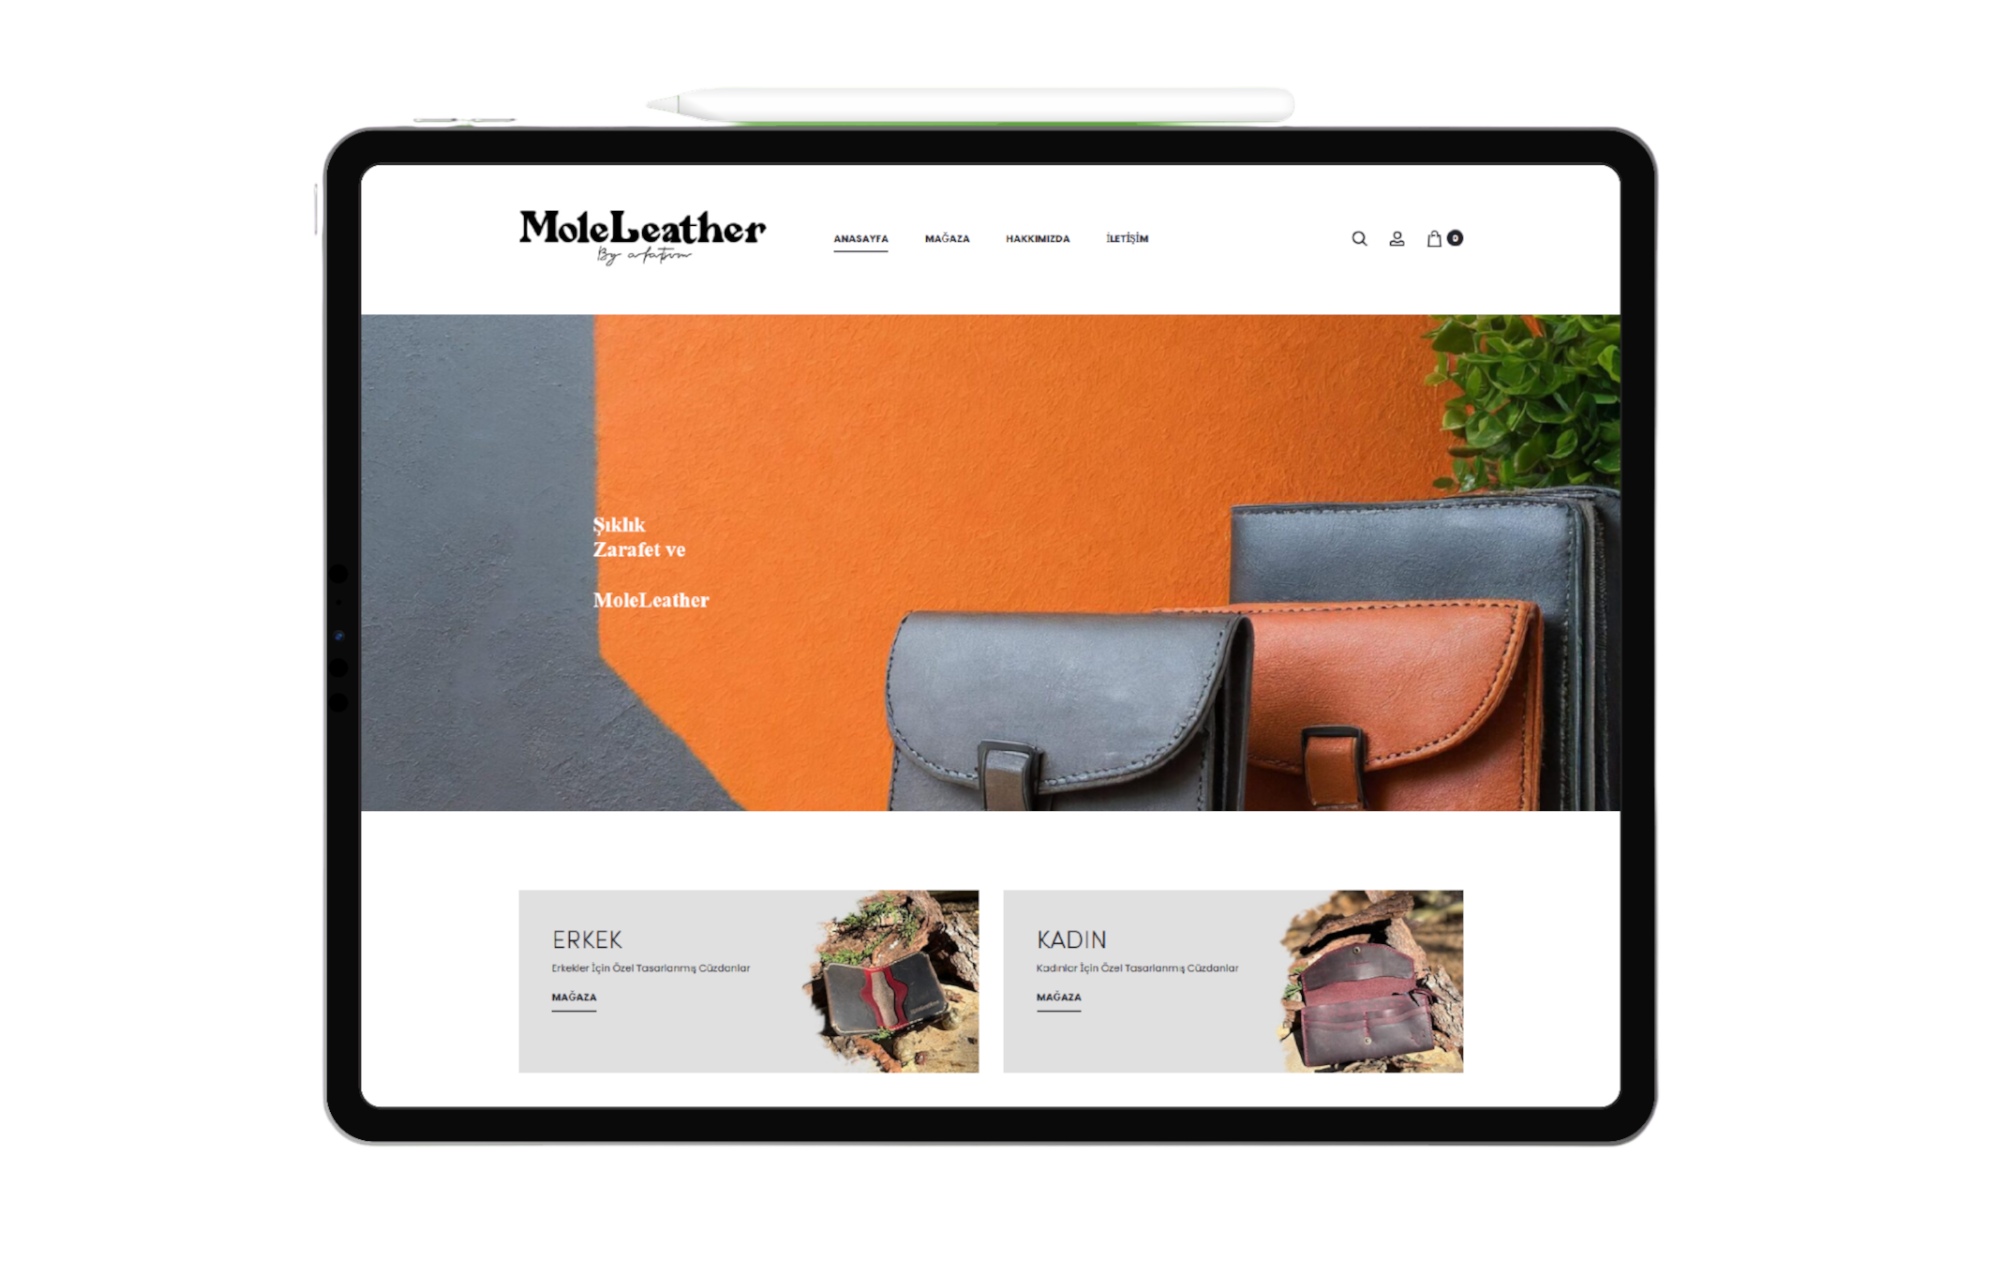 MoleLeather
By
ANASAYFA MAĞAZA HAKKIMIZDA İLETİŞİM
0
Şıklık
Zarafet ve
MoleLeather
ERKEK
Erkekler İçin Özel Tasarlanmış Cüzdanlar
MAĞAZA
KADIN
Kadınlar İçin Özel Tasarlanmış Cüzdanlar
MAĞAZA